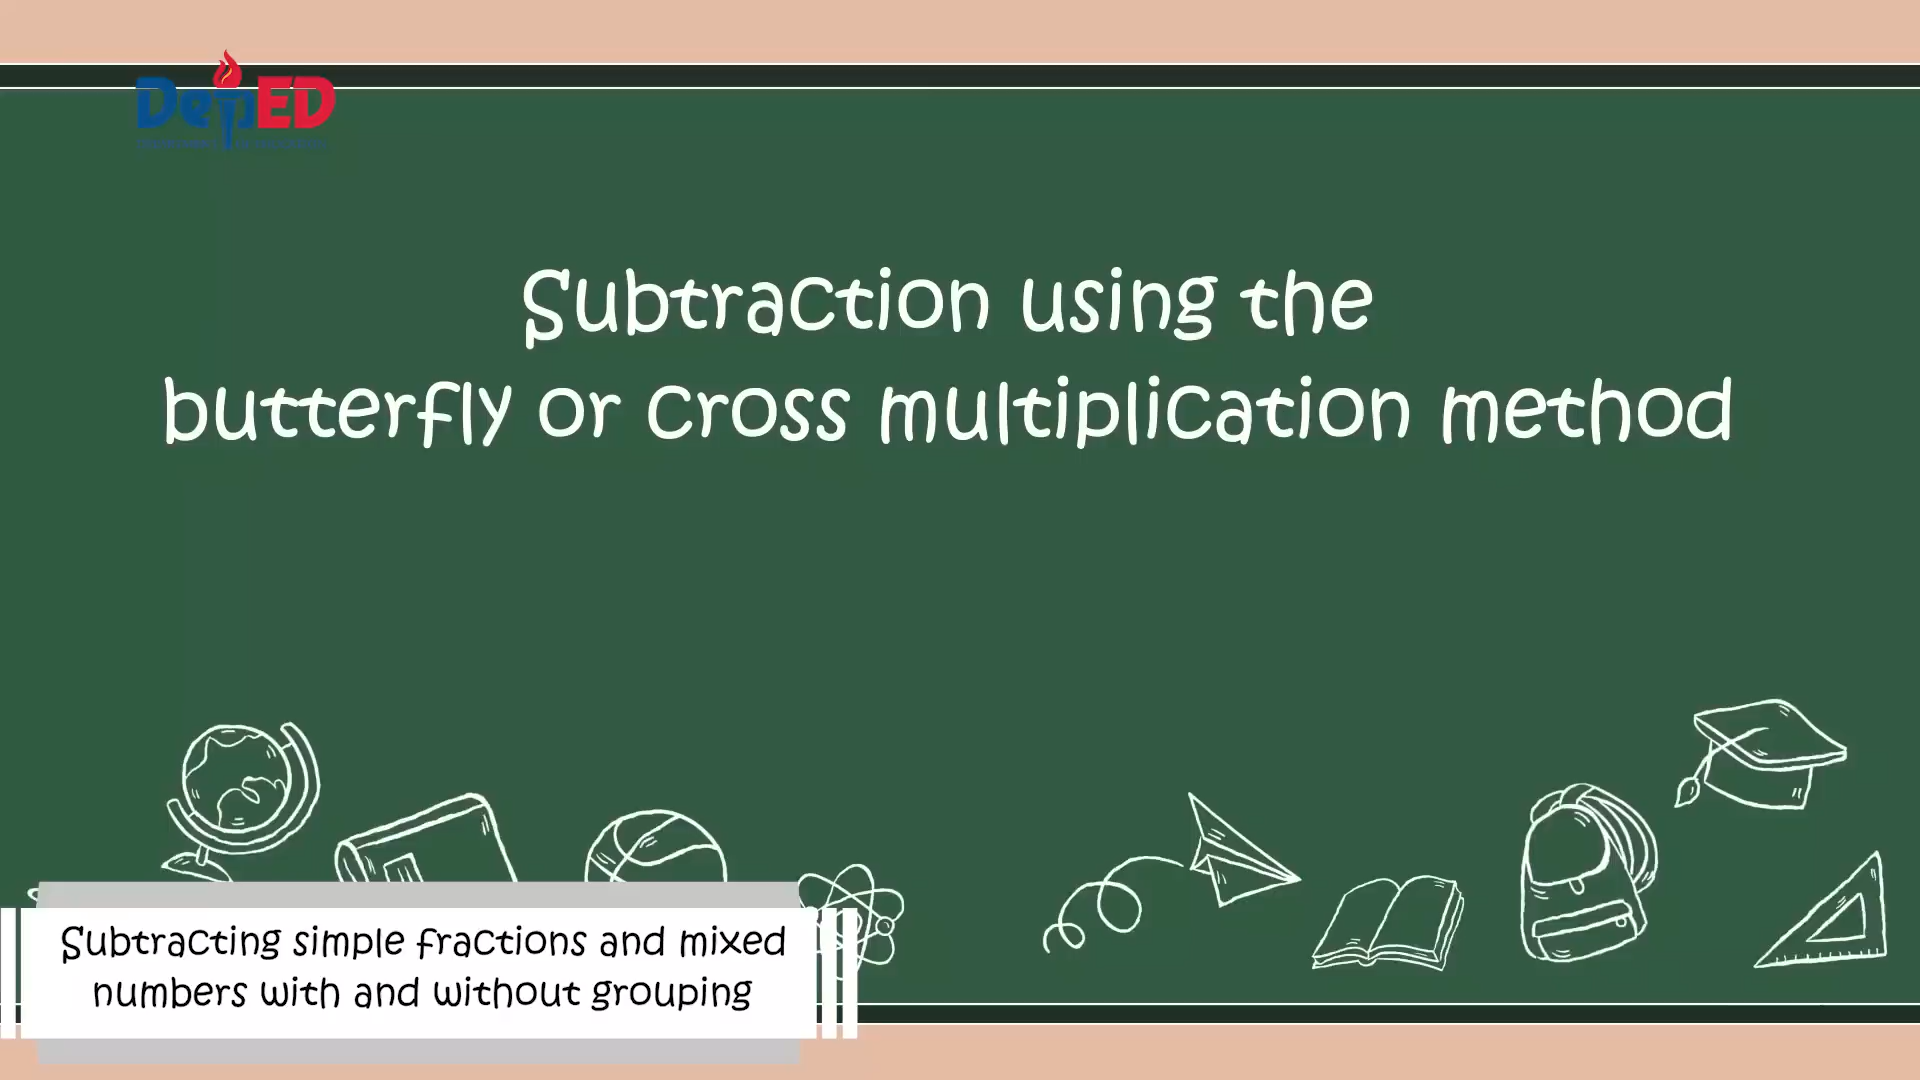 DepED
Subtraction using the
butterfly or cross multiplication method
Subtracting simple fractions and mixed
numbers with and without grouping